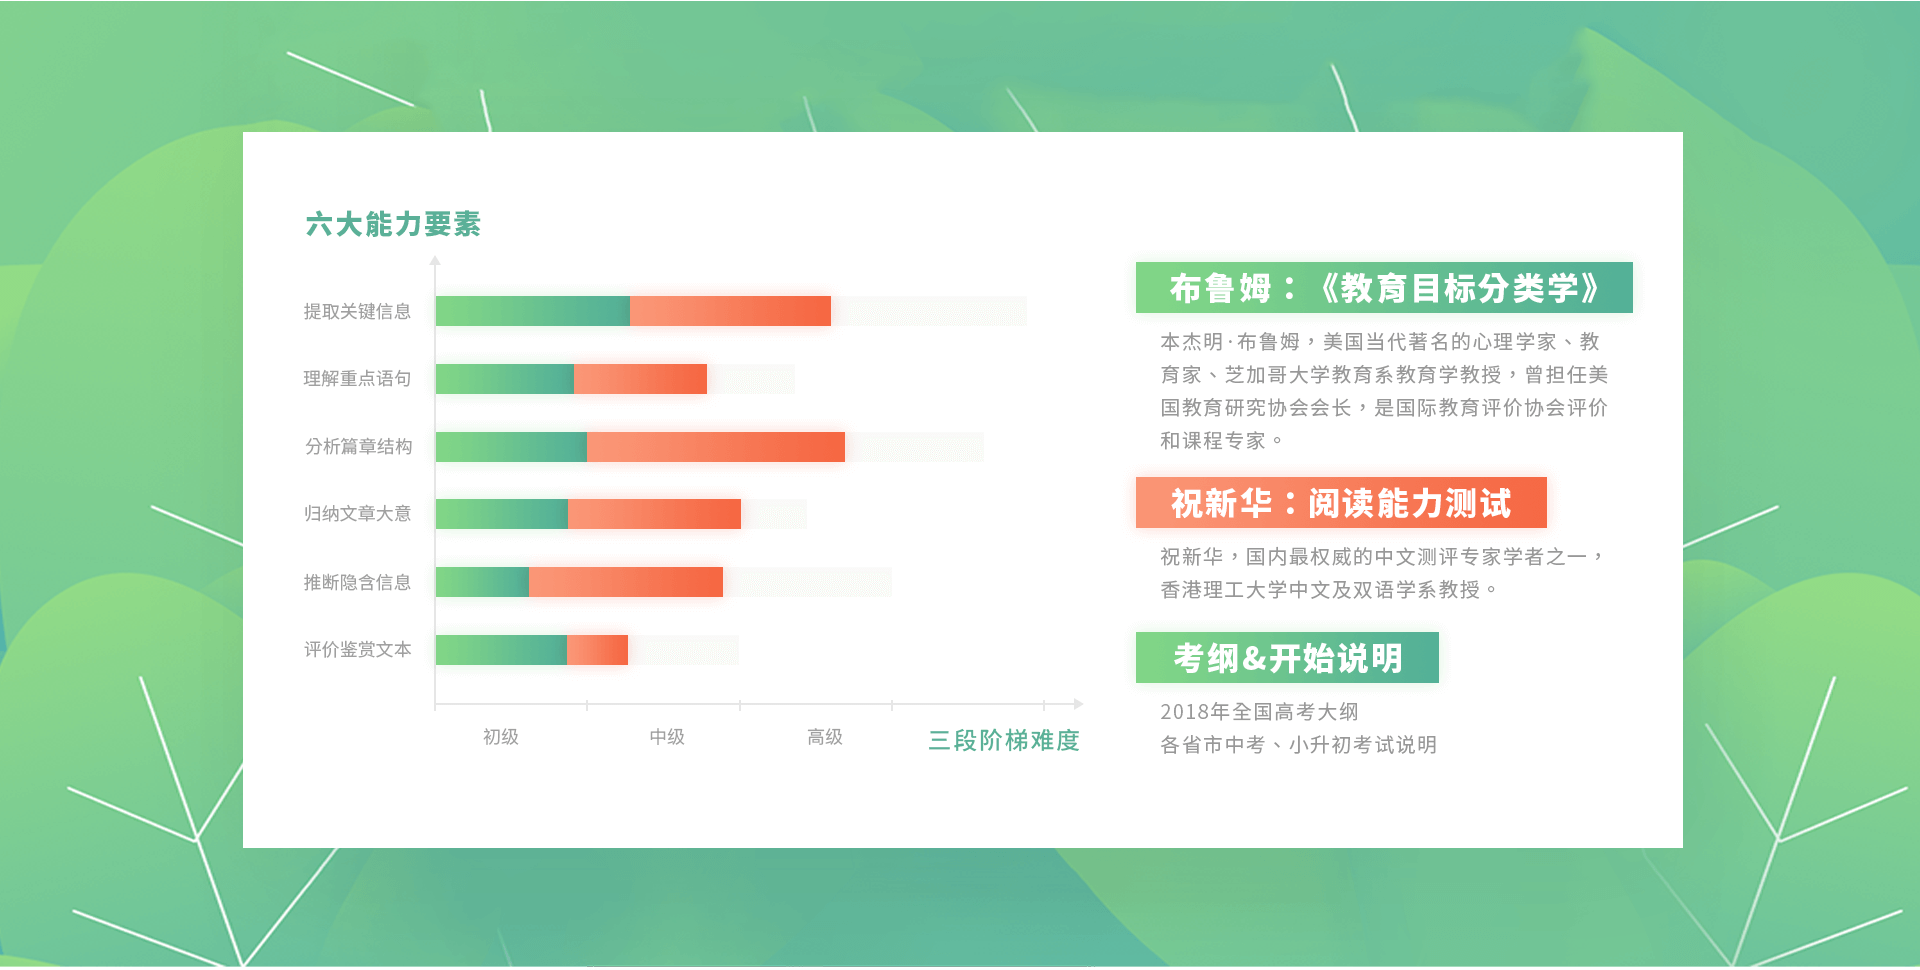 六大能力要素
提取关键信息
理解重点语句
分析篇章结构
归纳文章大意
推断隐含信息
评价鉴赏文本
初级
中级
高级
三段阶梯难度
布鲁姆：《教育目标分类学》
本杰明·布鲁姆，美国当代著名的心理学家、教
育家、芝加哥大学教育系教育学教授，曾担任美
国教育研究协会会长，是国际教育评价协会评价
和课程专家。
祝新华：阅读能力测试
祝新华，国内最权威的中文测评专家学者之一，
香港理工大学中文及双语学系教授。
考纲&开始说明
2018年全国高考大纲
各省市中考、小升初考试说明